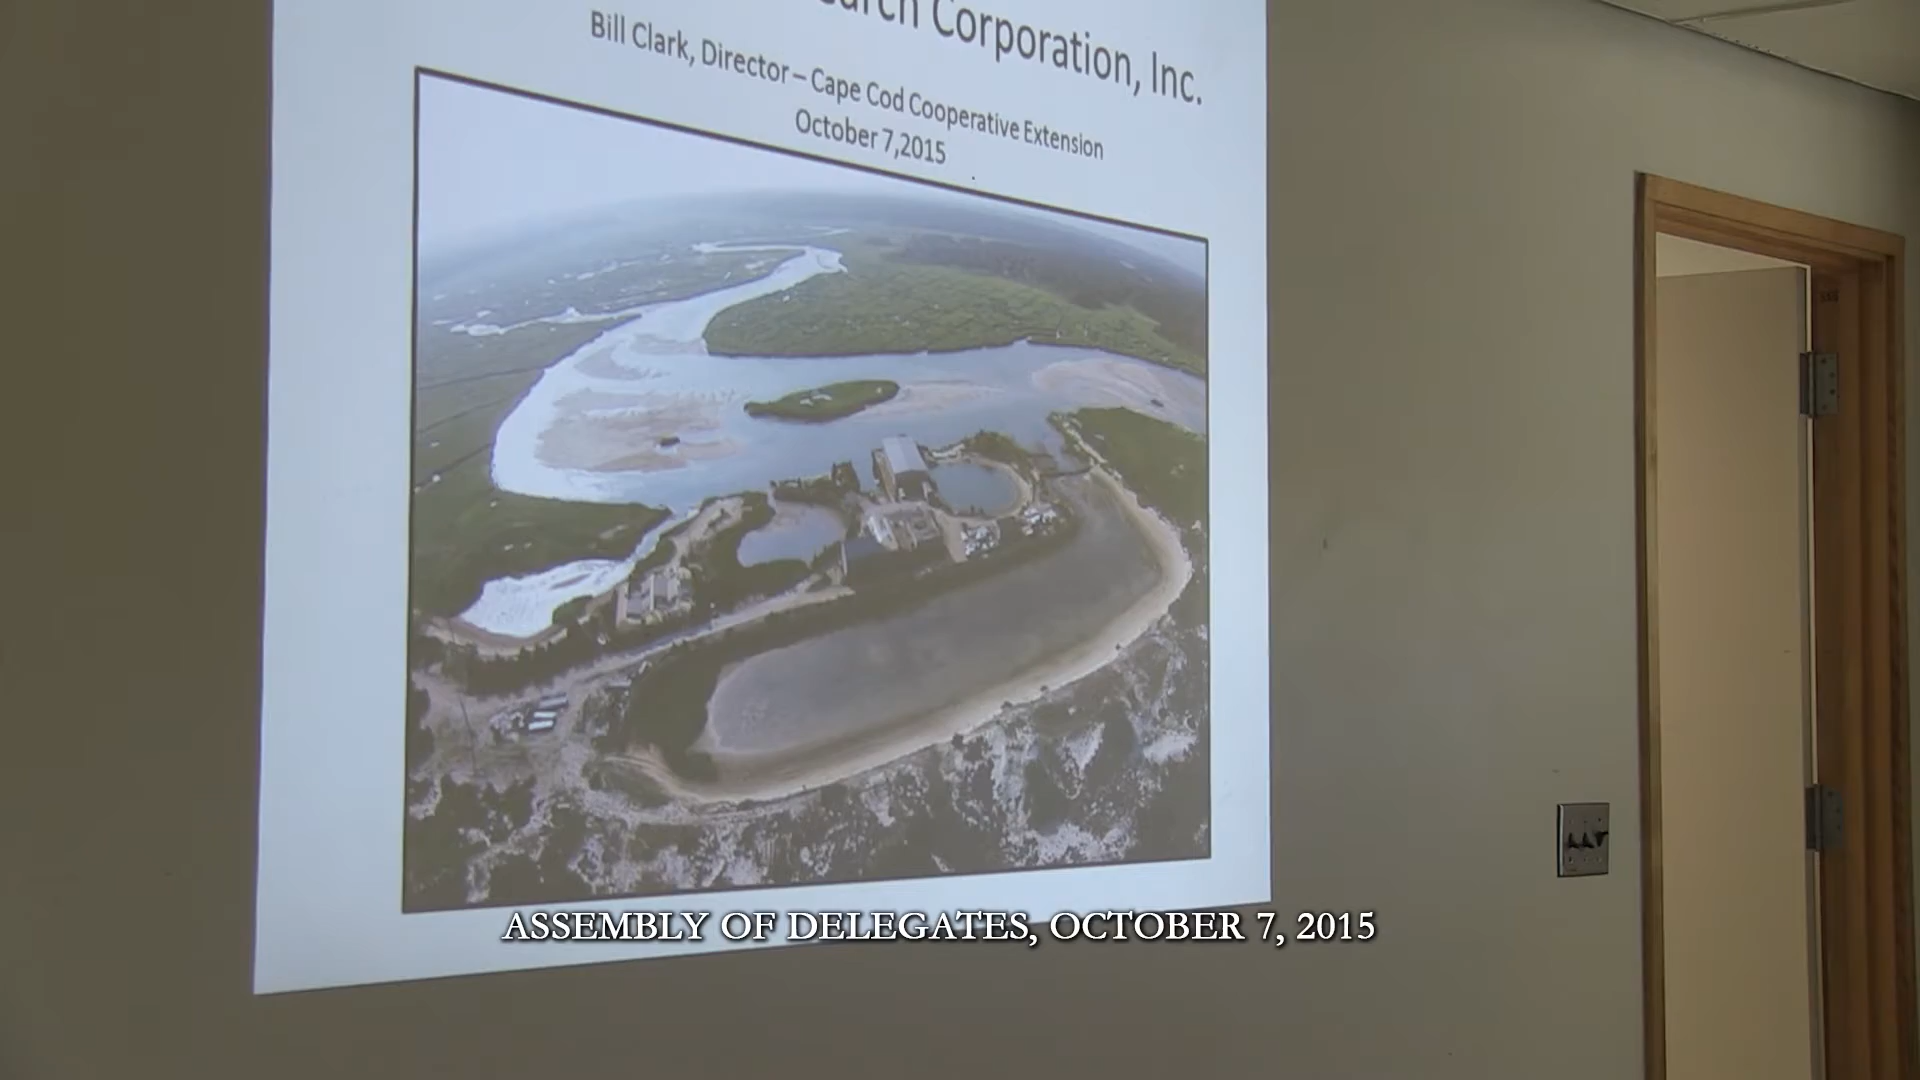 Corporation, Inc.
Bill Clark, Director – Cape Cod Cooperative Extension
October 7,2015
ASSEMBLY OF DELEGATES, OCTOBER 7, 2015